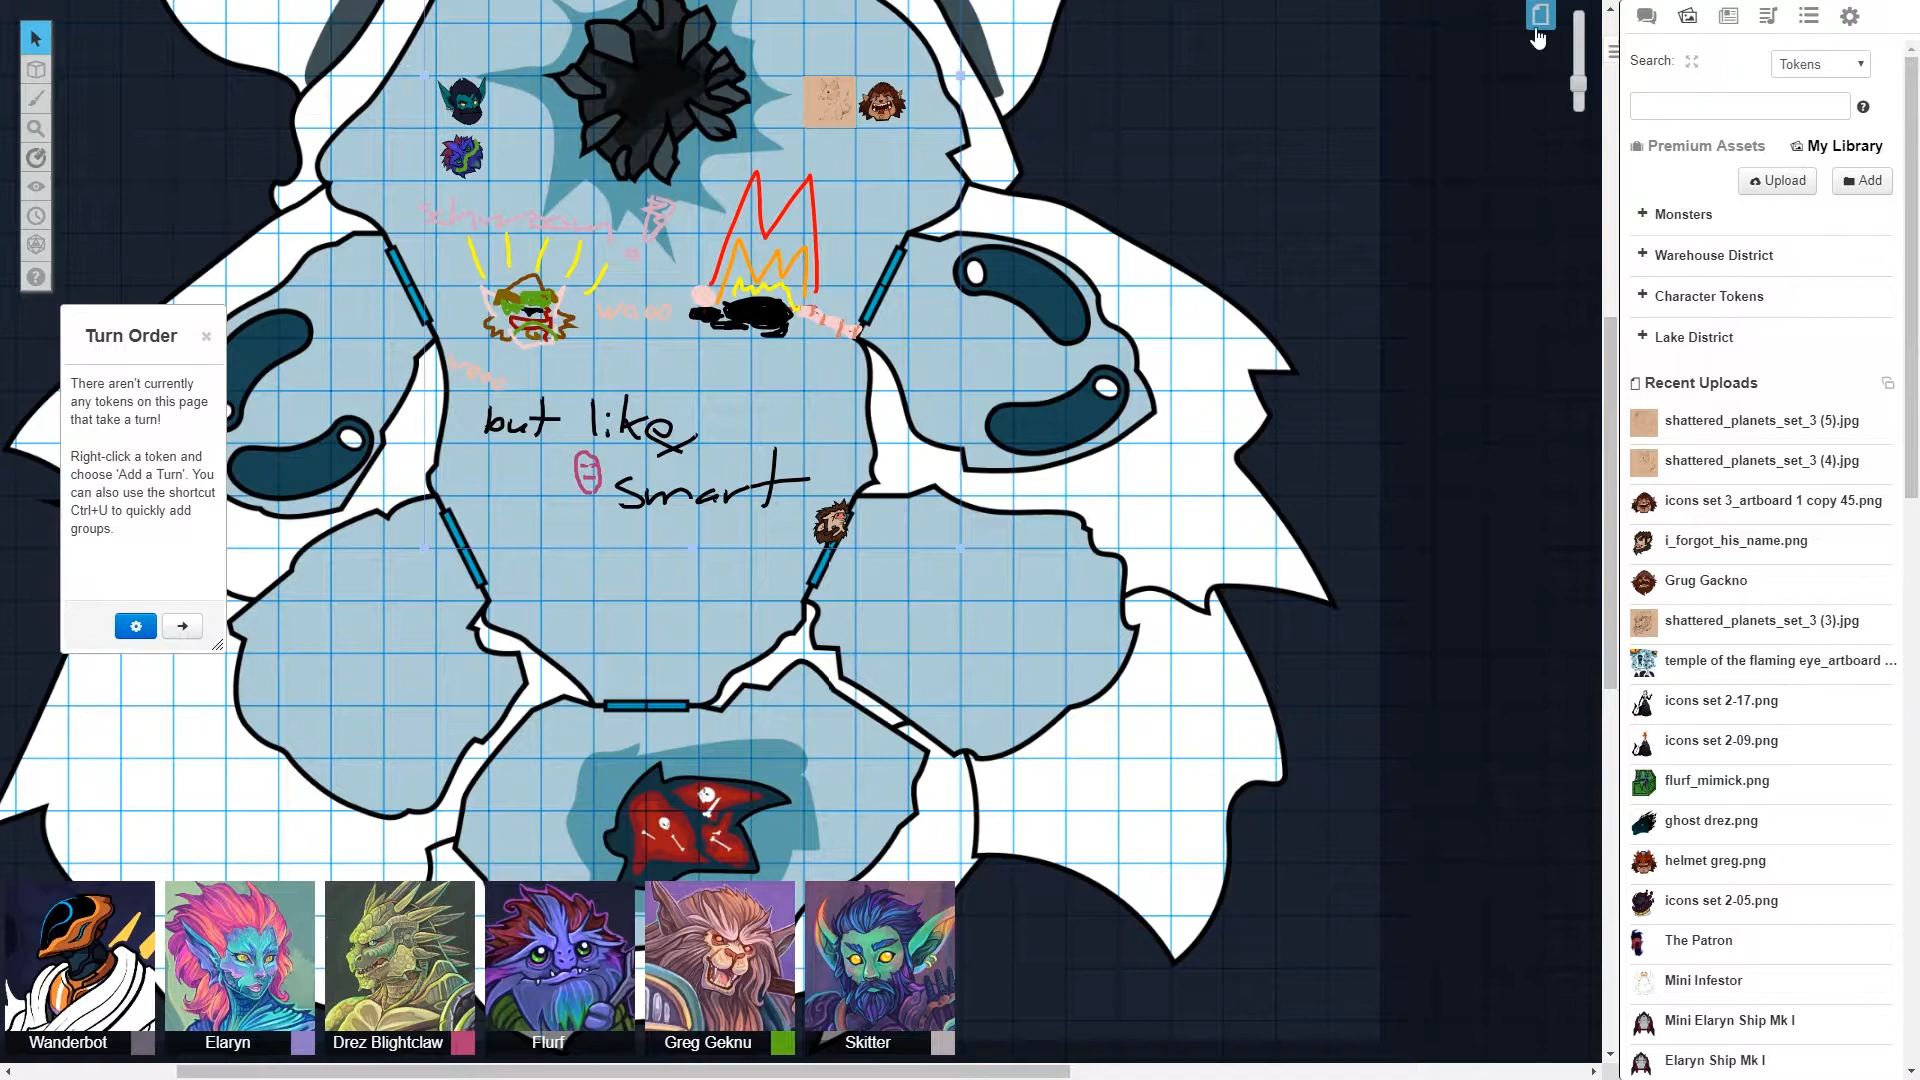 Search:
Tokens
Premium Assets
My Library
Upload
Add
Monsters
Warehouse District
Character Tokens
Lake District
Recent Uploads
shattered_planets_set_3 (5).jpg
shattered_planets_set_3 (4).jpg
icons set 3_artboard 1 copy 45.png
i_forgot_his_name.png
Grug Gackno
shattered_planets_set_3 (3).jpg
temple of the flaming eye_artboard ...
icons set 2-17.png
icons set 2-09.png
flurf_mimick.png
ghost drez.png
helmet greg.png
icons set 2-05.png
The Patron
Mini Infestor
Mini Elaryn Ship Mk I
Elaryn Ship Mk I
Turn Order
There aren't currently
any tokens on this page
that take a turn!
Right-click a token and
choose 'Add a Turn'. You
can also use the shortcut
Ctrl+U to quickly add
groups.
but like
smart
Wanderbot
Elaryn
Drez Blightclaw
Flurf
Greg Geknu
Skitter